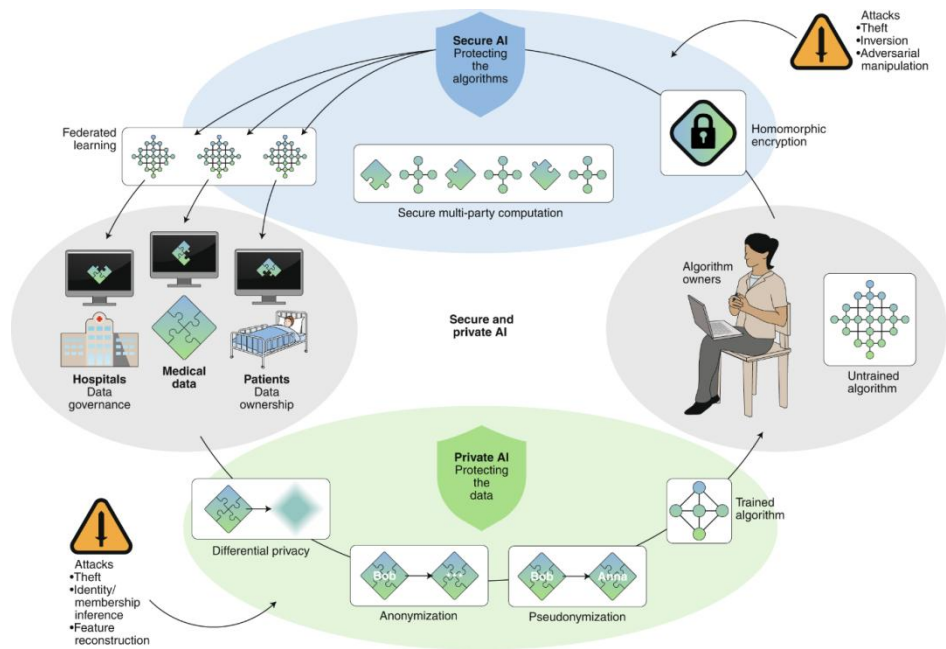 Secure AI
Protecting
the
algorithms
Attacks
•Theft
•Inversion
•Adversarial
manipulation
Federated
learning
Homomorphic
encryption
Secure multi-party computation
Algorithm
owners
Untrained
algorithm
Secure and
private AI
Hospitals
Data
governance
Medical
data
Patients
Data
ownership
Private AI
Protecting
the
data
Trained
algorithm
Differential privacy
Bob
***
Anonymization
Bob
Anna
Pseudonymization
Attacks
•Theft
•Identity/
membership
inference
•Feature
reconstruction